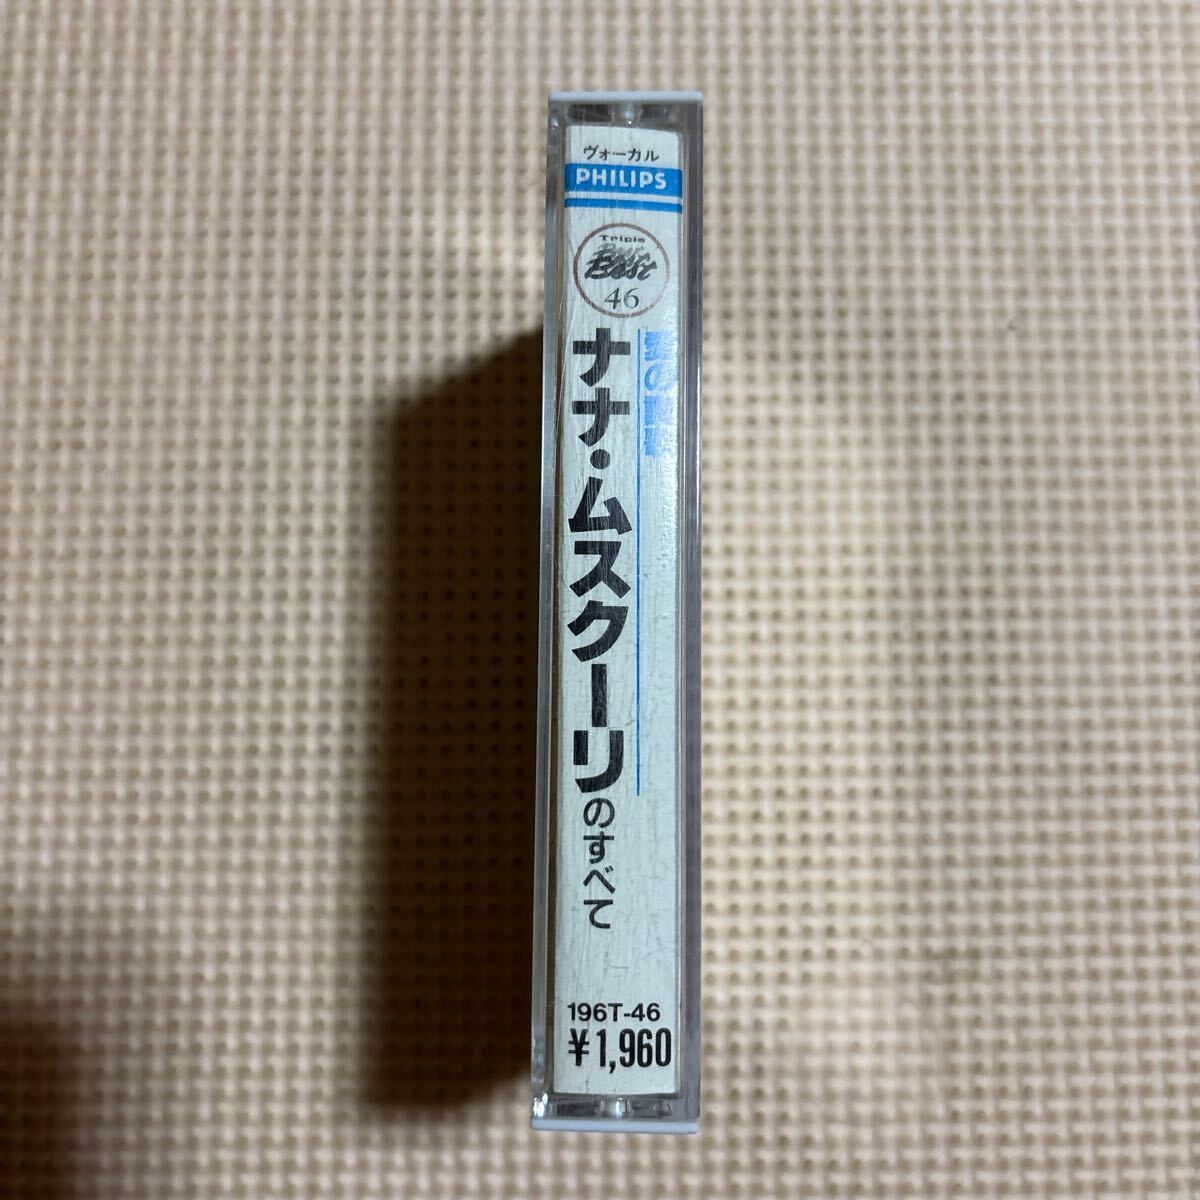 ヴォーカル
PHILIPS
Triple
Best
46
ナナ・ムスクーリのすべて
196T-46
¥1,960